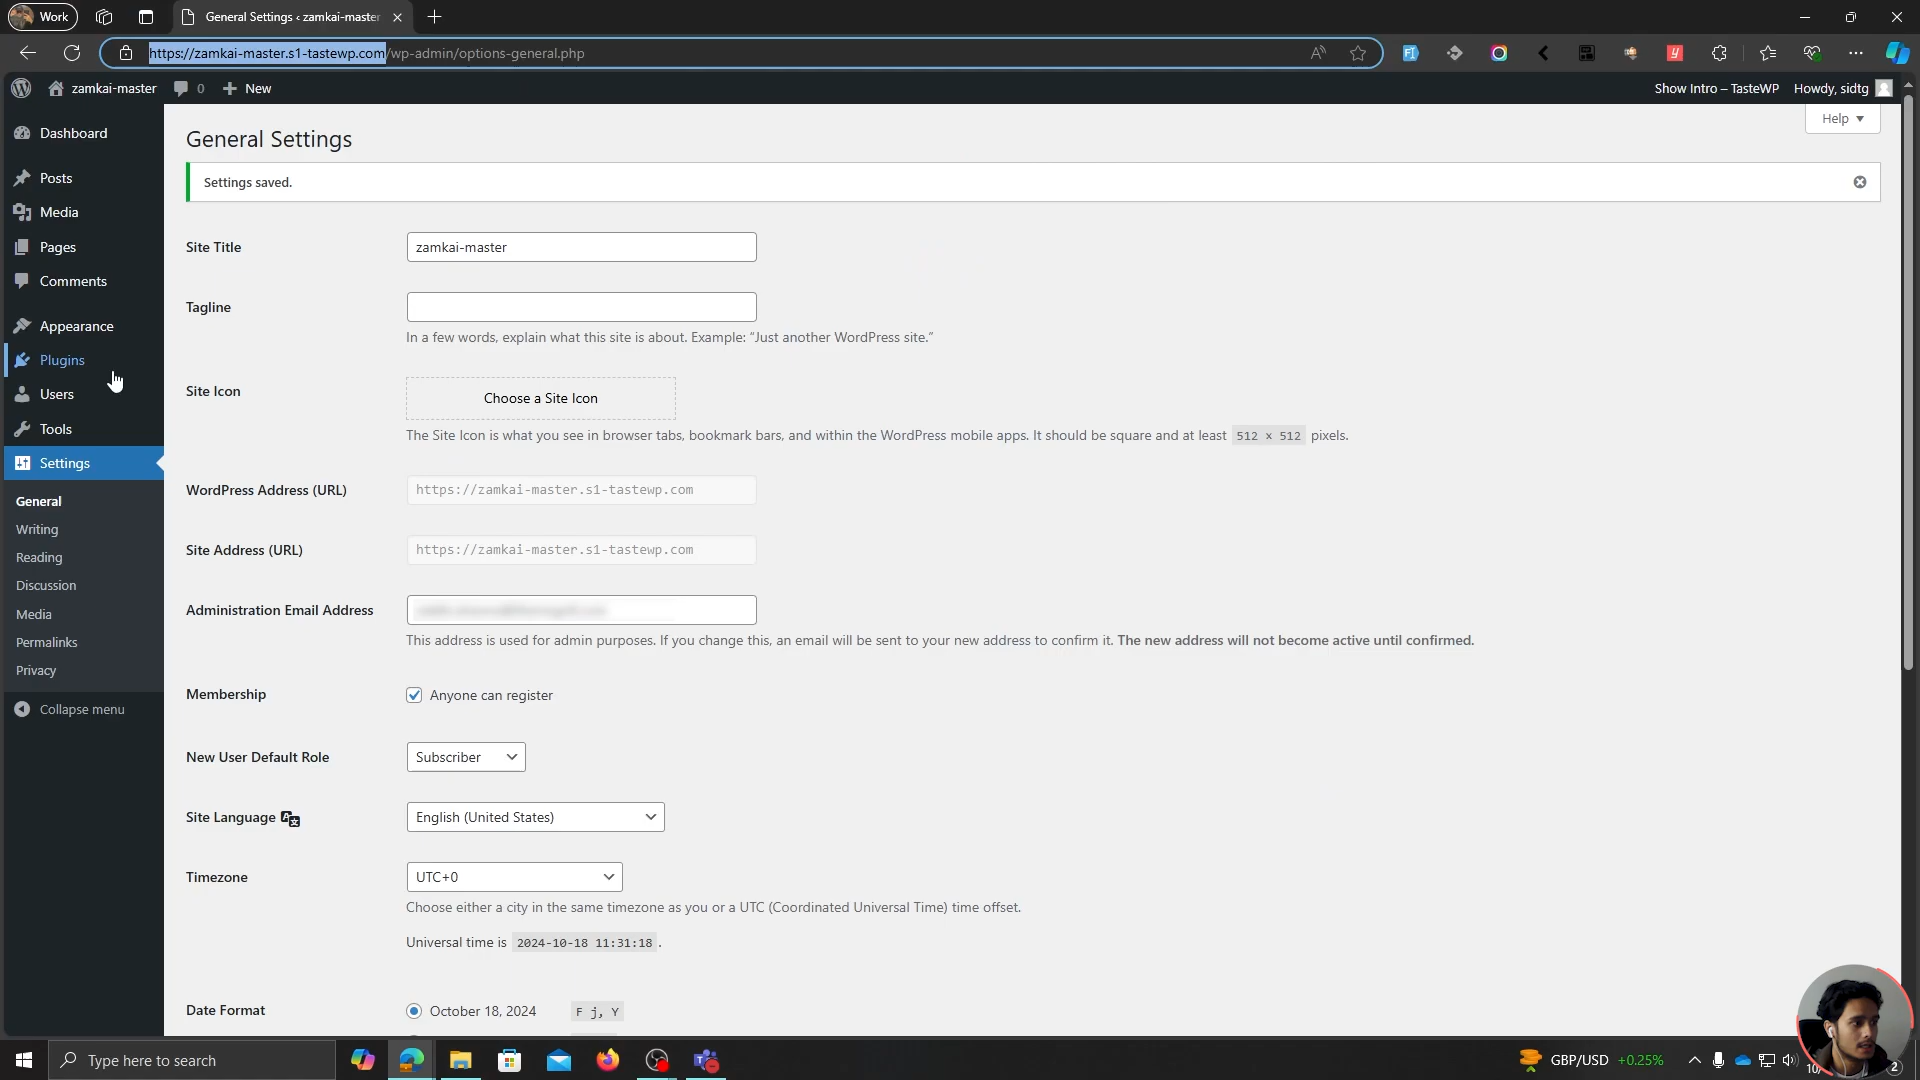 Work
General Settings ‹ zamkai-master
https://zamkai-master.s1-tastewp.com/wp-admin/options-general.php
zamkai-master
0
New
Show Intro – TasteWP
Howdy, sidtg
Dashboard
Posts
Media
Pages
Comments
Appearance
Plugins
Users
Tools
Settings
General
Writing
Reading
Discussion
Media
Permalinks
Privacy
Collapse menu
Help
General Settings
Settings saved.
Site Title
zamkai-master
Tagline
In a few words, explain what this site is about. Example: “Just another WordPress site.”
Site Icon
Choose a Site Icon
The Site Icon is what you see in browser tabs, bookmark bars, and within the WordPress mobile apps. It should be square and at least 512 × 512 pixels.
WordPress Address (URL)
https://zamkai-master.s1-tastewp.com
Site Address (URL)
https://zamkai-master.s1-tastewp.com
Administration Email Address
This address is used for admin purposes. If you change this, an email will be sent to your new address to confirm it. The new address will not become active until confirmed.
Membership
Anyone can register
New User Default Role
Subscriber
Site Language
English (United States)
Timezone
UTC+0
Choose either a city in the same timezone as you or a UTC (Coordinated Universal Time) time offset.
Universal time is 2024-10-18 11:31:18 .
Date Format
October 18, 2024
F j, Y
Type here to search
GBP/USD +0.25%
10/
2